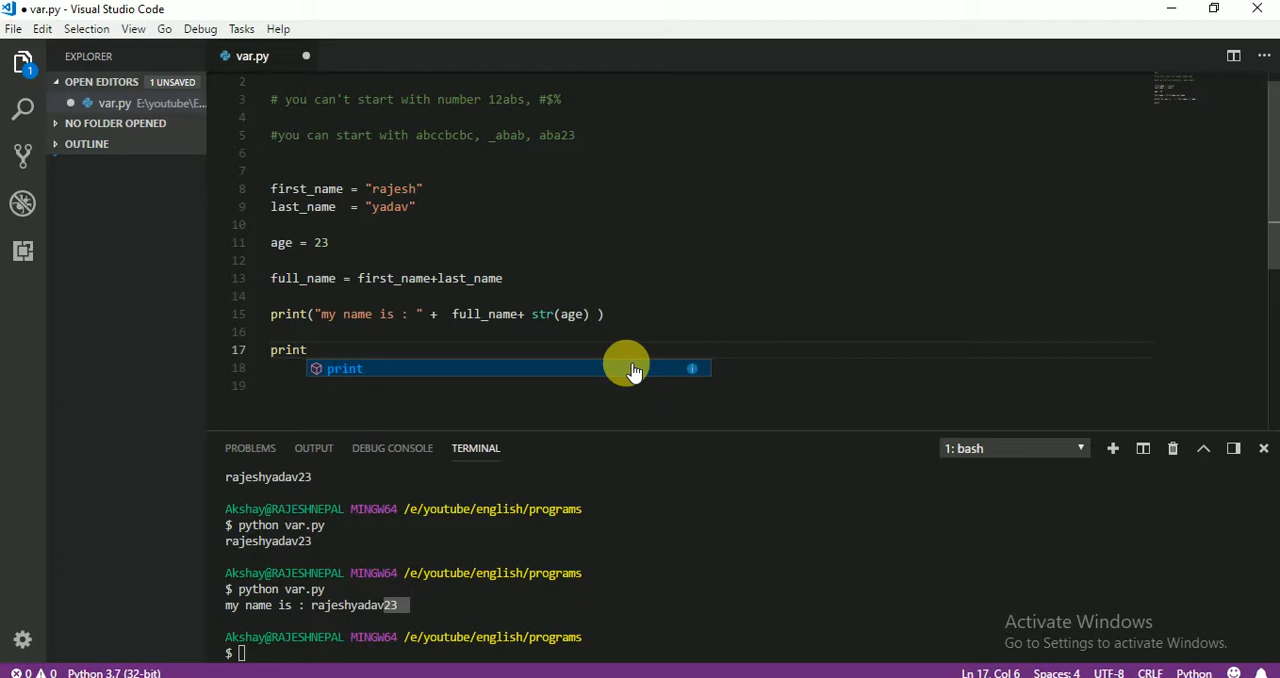 ● var.py - Visual Studio Code
File Edit Selection View Go Debug Tasks Help
EXPLORER
OPEN EDITORS 1 UNSAVED
var.py E:\youtube\E...
NO FOLDER OPENED
OUTLINE
1
var.py
2
3 # you can't start with number 12abs, #$%
4
5 #you can start with abccbcbc, _abab, aba23
6
7
8 first_name = "rajesh"
9 last_name  = "yadav"
10
11 age = 23
12
13 full_name = first_name+last_name
14
15 print("my name is : " +  full_name+ str(age) )
16
17 print
18 print
19
PROBLEMS OUTPUT DEBUG CONSOLE TERMINAL 1: bash
rajeshyadav23
Akshay@RAJESHNEPAL MINGW64 /e/youtube/english/programs
$ python var.py
rajeshyadav23
Akshay@RAJESHNEPAL MINGW64 /e/youtube/english/programs
$ python var.py
my name is : rajeshyadav23
Akshay@RAJESHNEPAL MINGW64 /e/youtube/english/programs
$
Activate Windows
Go to Settings to activate Windows.
0 0 Python 3.7 (32-bit) Ln 17, Col 6 Spaces: 4 UTF-8 CRLF Python